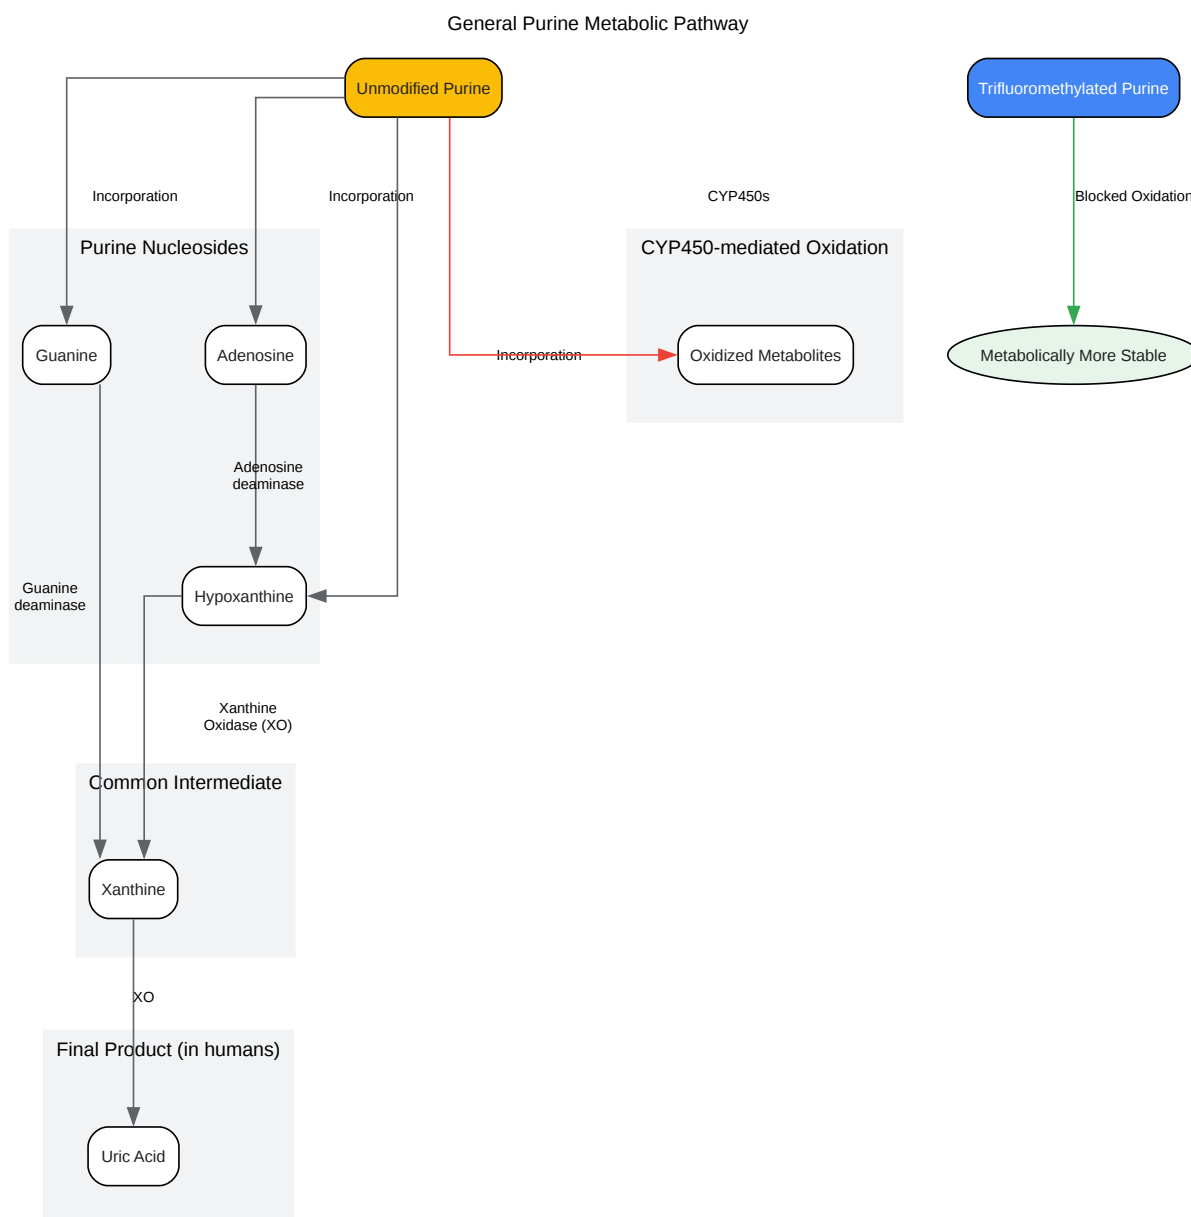 General Purine Metabolic Pathway
Unmodified Purine
Trifluoromethylated Purine
Incorporation
Incorporation
CYP450s
Blocked Oxidation
Purine Nucleosides
CYP450-mediated Oxidation
Guanine
Adenosine
Incorporation
Oxidized Metabolites
Metabolically More Stable
Adenosine
deaminase
Guanine
deaminase
Hypoxanthine
Xanthine
Oxidase (XO)
Common Intermediate
Xanthine
XO
Final Product (in humans)
Uric Acid